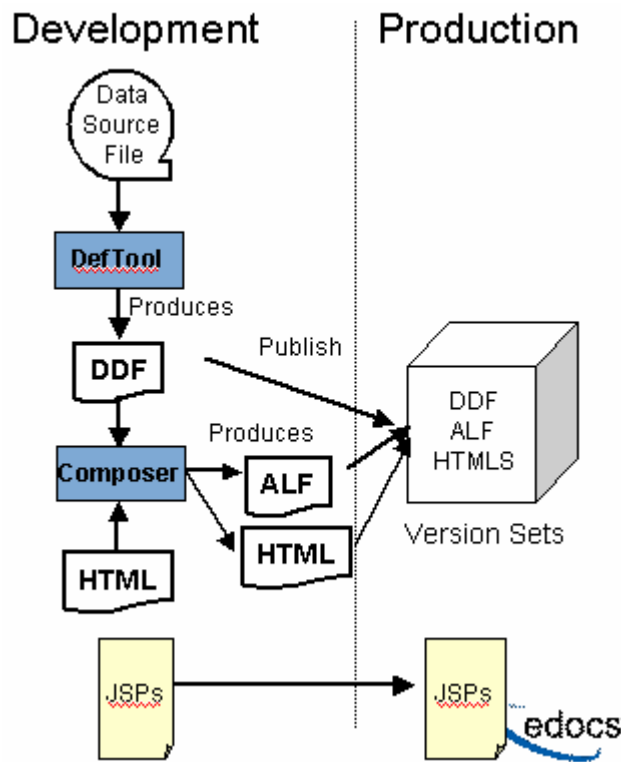 Development
Production
Data
Source
File
DefTool
Produces
DDF
Publish
Produces
Composer
ALF
HTML
HTML
DDF
ALF
HTMLS
Version Sets
JSPs
JSPs
edocs